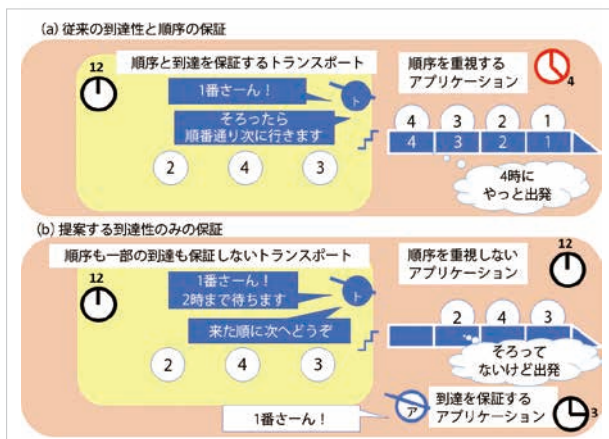 (a) 従来の到達性と順序の保証
12
順序と到達を保証するトランスポート
順序を重視する
アプリケーション
4
1番さーん！
ト
そろったら
順番通り次に行きます
4 3 2 1
4 3 2 1
2 4 3
4時に
やっと出発
(b) 提案する到達性のみの保証
順序も一部の到達も保証しないトランスポート
12
順序を重視しない
アプリケーション
12
1番さーん！
2時まで待ちます
ト
来た順に次へどうぞ
2 4 3
2 4 3
そろって
ないけど出発
1番さーん！
ア
到達を保証する
アプリケーション
3